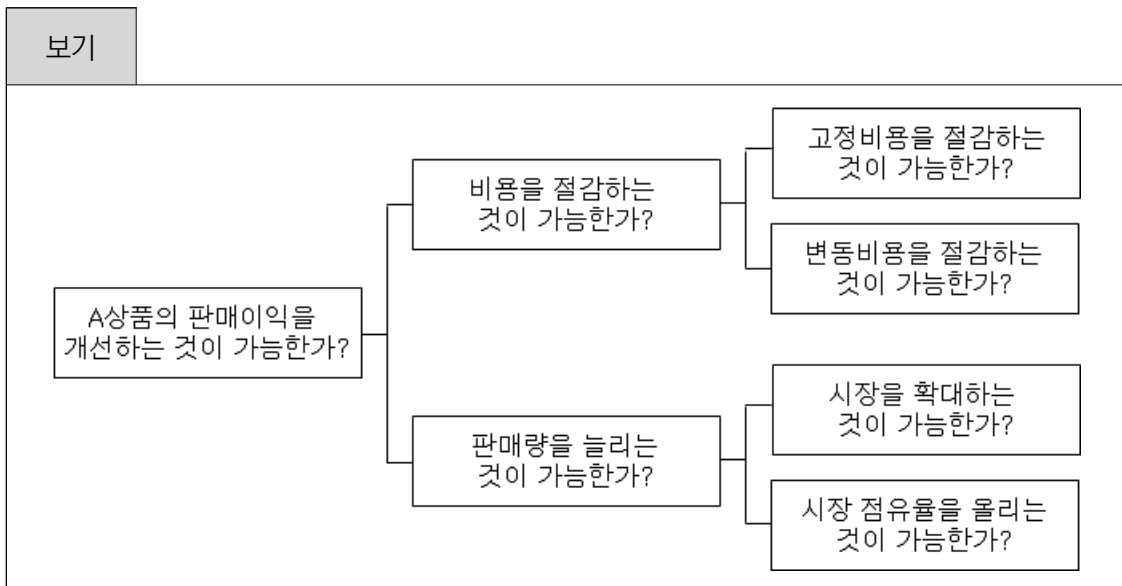 보기
고정비용을 절감하는
것이 가능한가?
비용을 절감하는
것이 가능한가?
변동비용을 절감하는
것이 가능한가?
A상품의 판매이익을
개선하는 것이 가능한가?
시장을 확대하는
것이 가능한가?
판매량을 늘리는
것이 가능한가?
시장 점유율을 올리는
것이 가능한가?